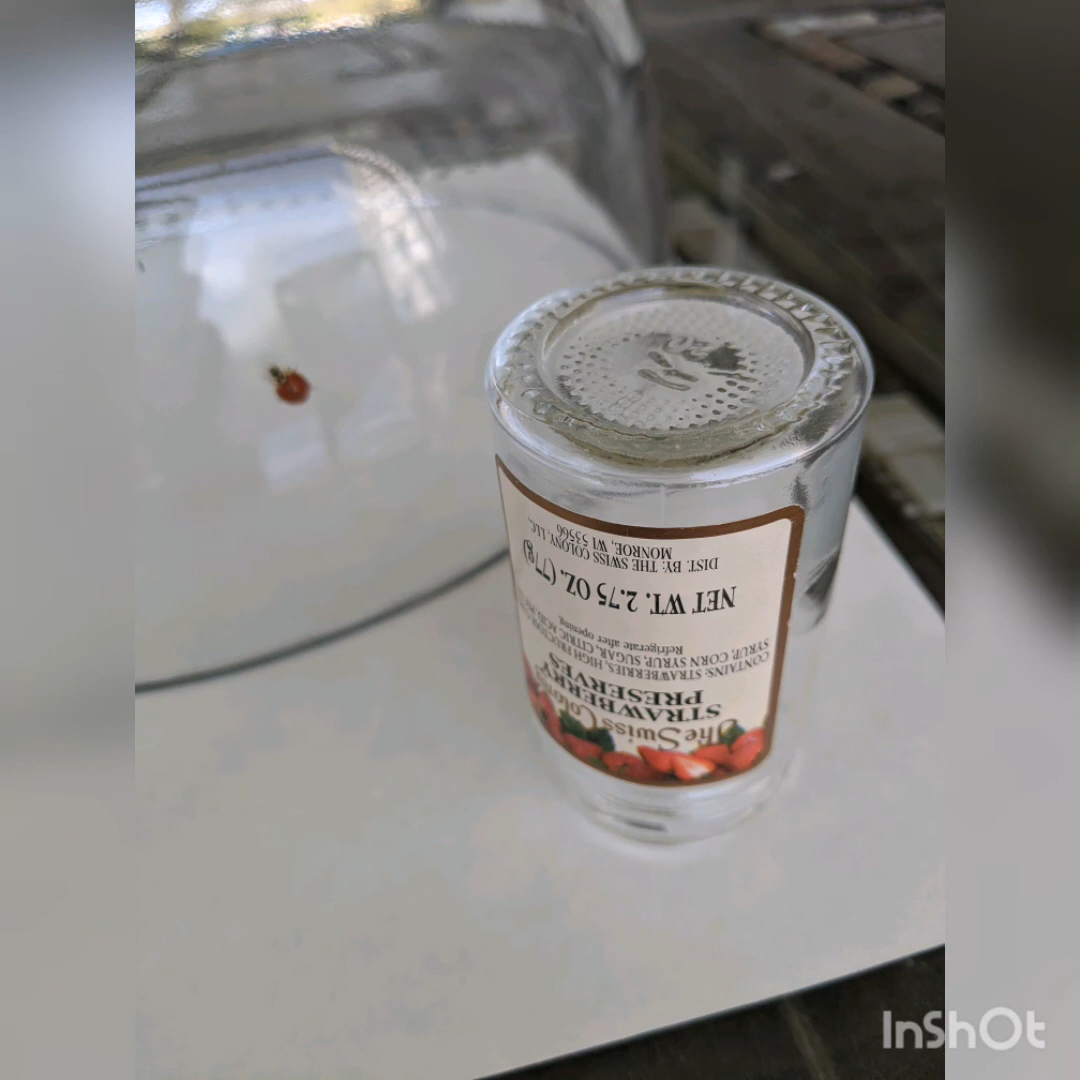 The Swiss Colony
STRAWBERRY
PRESERVES
CONTAINS: STRAWBERRIES, HIGH FRUCTOSE
SYRUP, CORN SYRUP, SUGAR, CITRIC ACID,
Refrigerate after opening.
NET WT. 2.75 OZ. (77g)
DIST. BY: THE SWISS COLONY, LLC.,
MONROE, WI 53566
InShOt